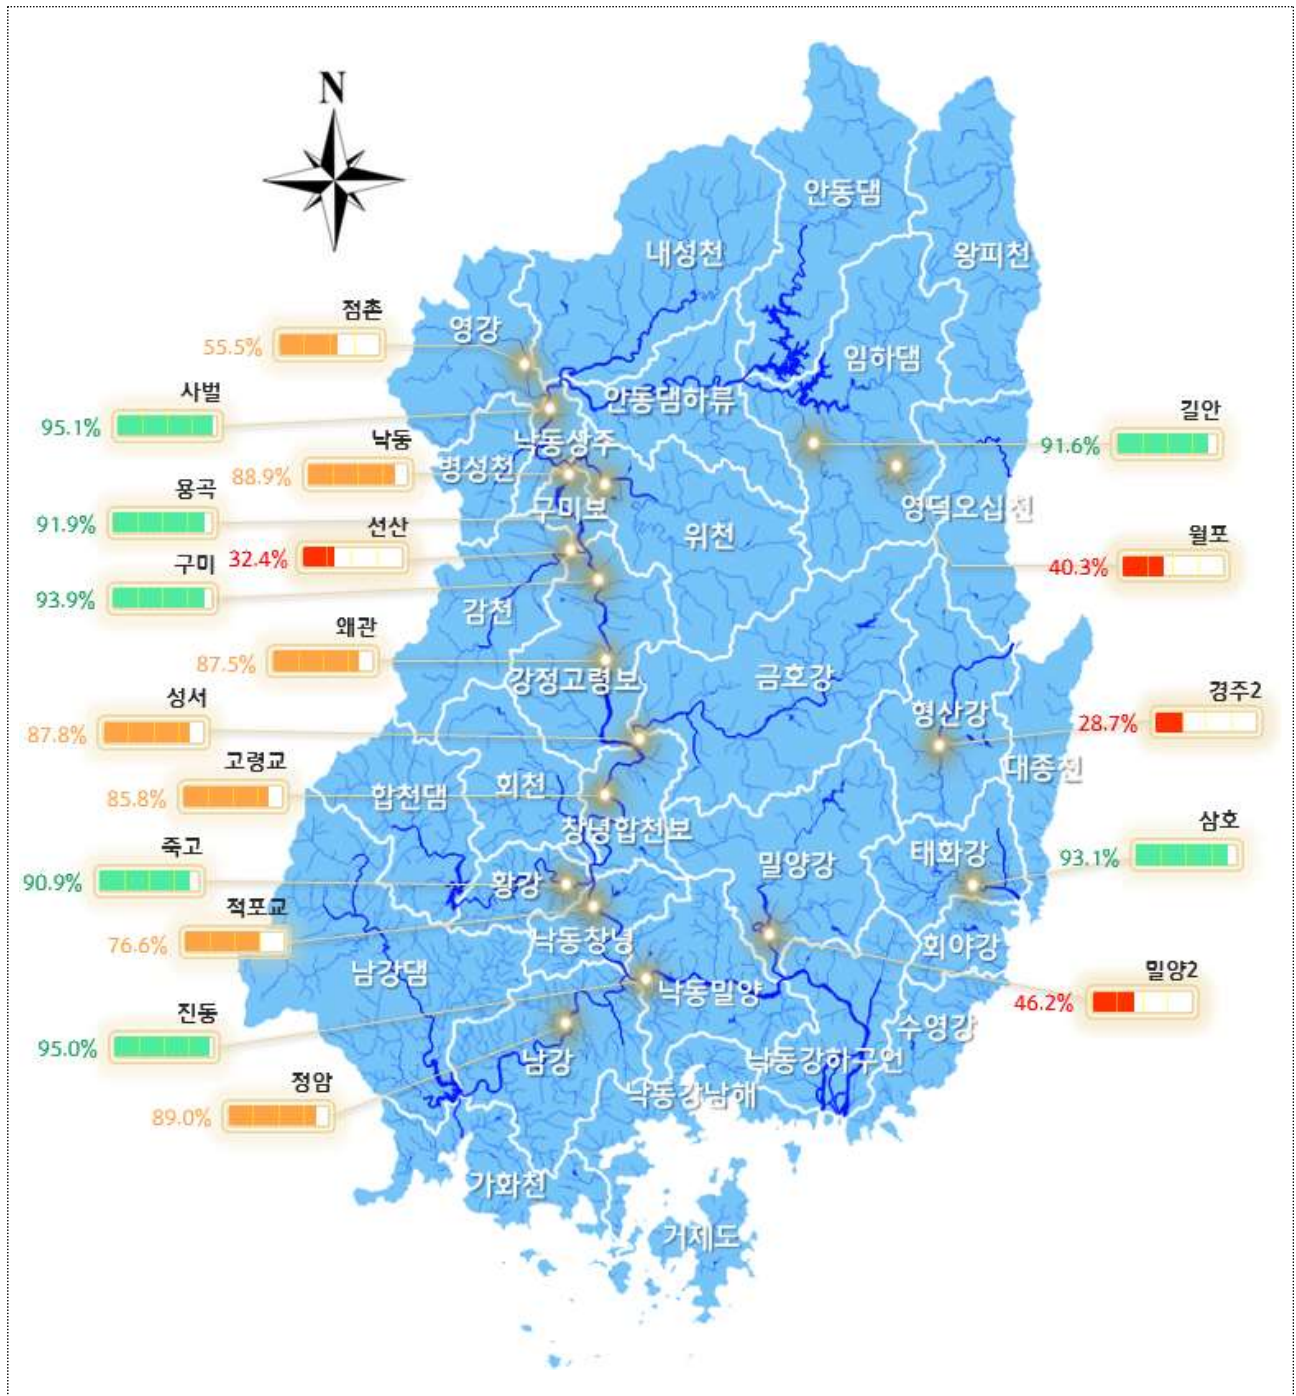 N
안동댐
내성천
왕피천
점촌
55.5%
영강
임하댐
사벌
95.1%
안동댐하류
길안
91.6%
낙동
88.9%
낙동상주
병성천
용곡
91.9%
구미보
위천
영덕오십천
선산
32.4%
월포
40.3%
구미
93.9%
감천
왜관
87.5%
강정고령보
금호강
성서
87.8%
형산강
경주2
28.7%
대종천
고령교
85.8%
합천댐
회천
창녕합천보
밀양강
태화강
삼호
93.1%
죽고
90.9%
황강
적포교
76.6%
낙동창녕
회야강
남강댐
낙동밀양
밀양2
46.2%
진동
95.0%
수영강
남강
낙동강하구언
정암
89.0%
낙동강남해
가화천
거제도